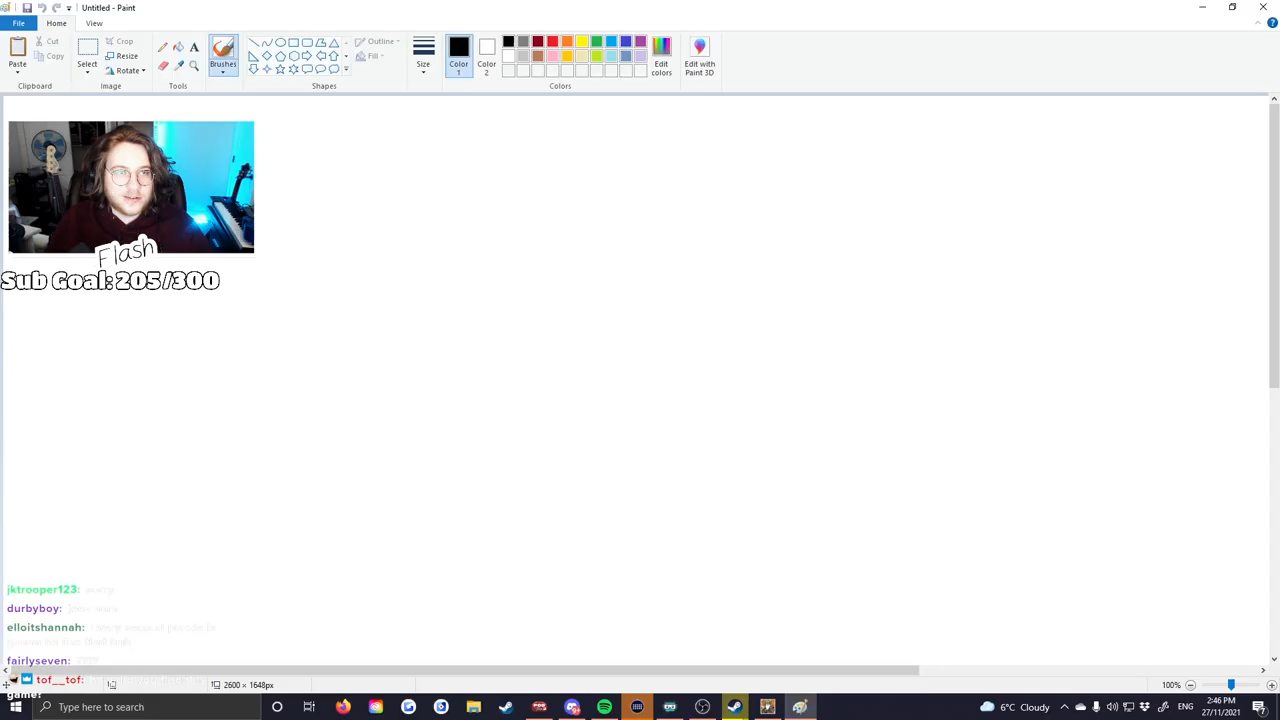 Untitled - Paint
File
Home
View
Paste
Cut
Copy
Clipboard
Select
Crop
Resize
Rotate
Image
Tools
Brushes
Outline
Fill
Shapes
Size
Color 1
Color 2
Edit colors
Edit with Paint 3D
Colors
Flash
Sub Goal: 205/300
jktrooper123:
durbyboy:
elloitshannah:
fairlyseven: ????
tof__tof:
game?
2600 × 1648px
100%
Type here to search
6°C Cloudy
ENG
2:46 PM
27/11/2021